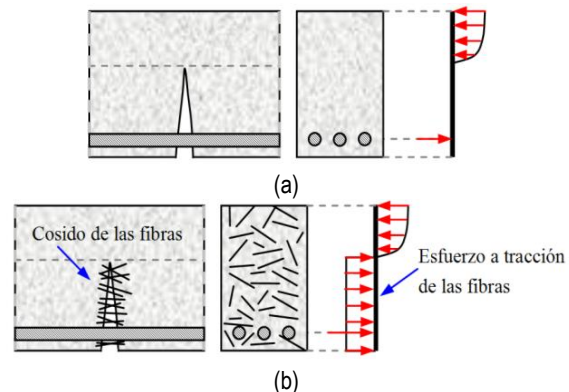 (a)
Cosido de las fibras
Esfuerzo a tracción
de las fibras
(b)